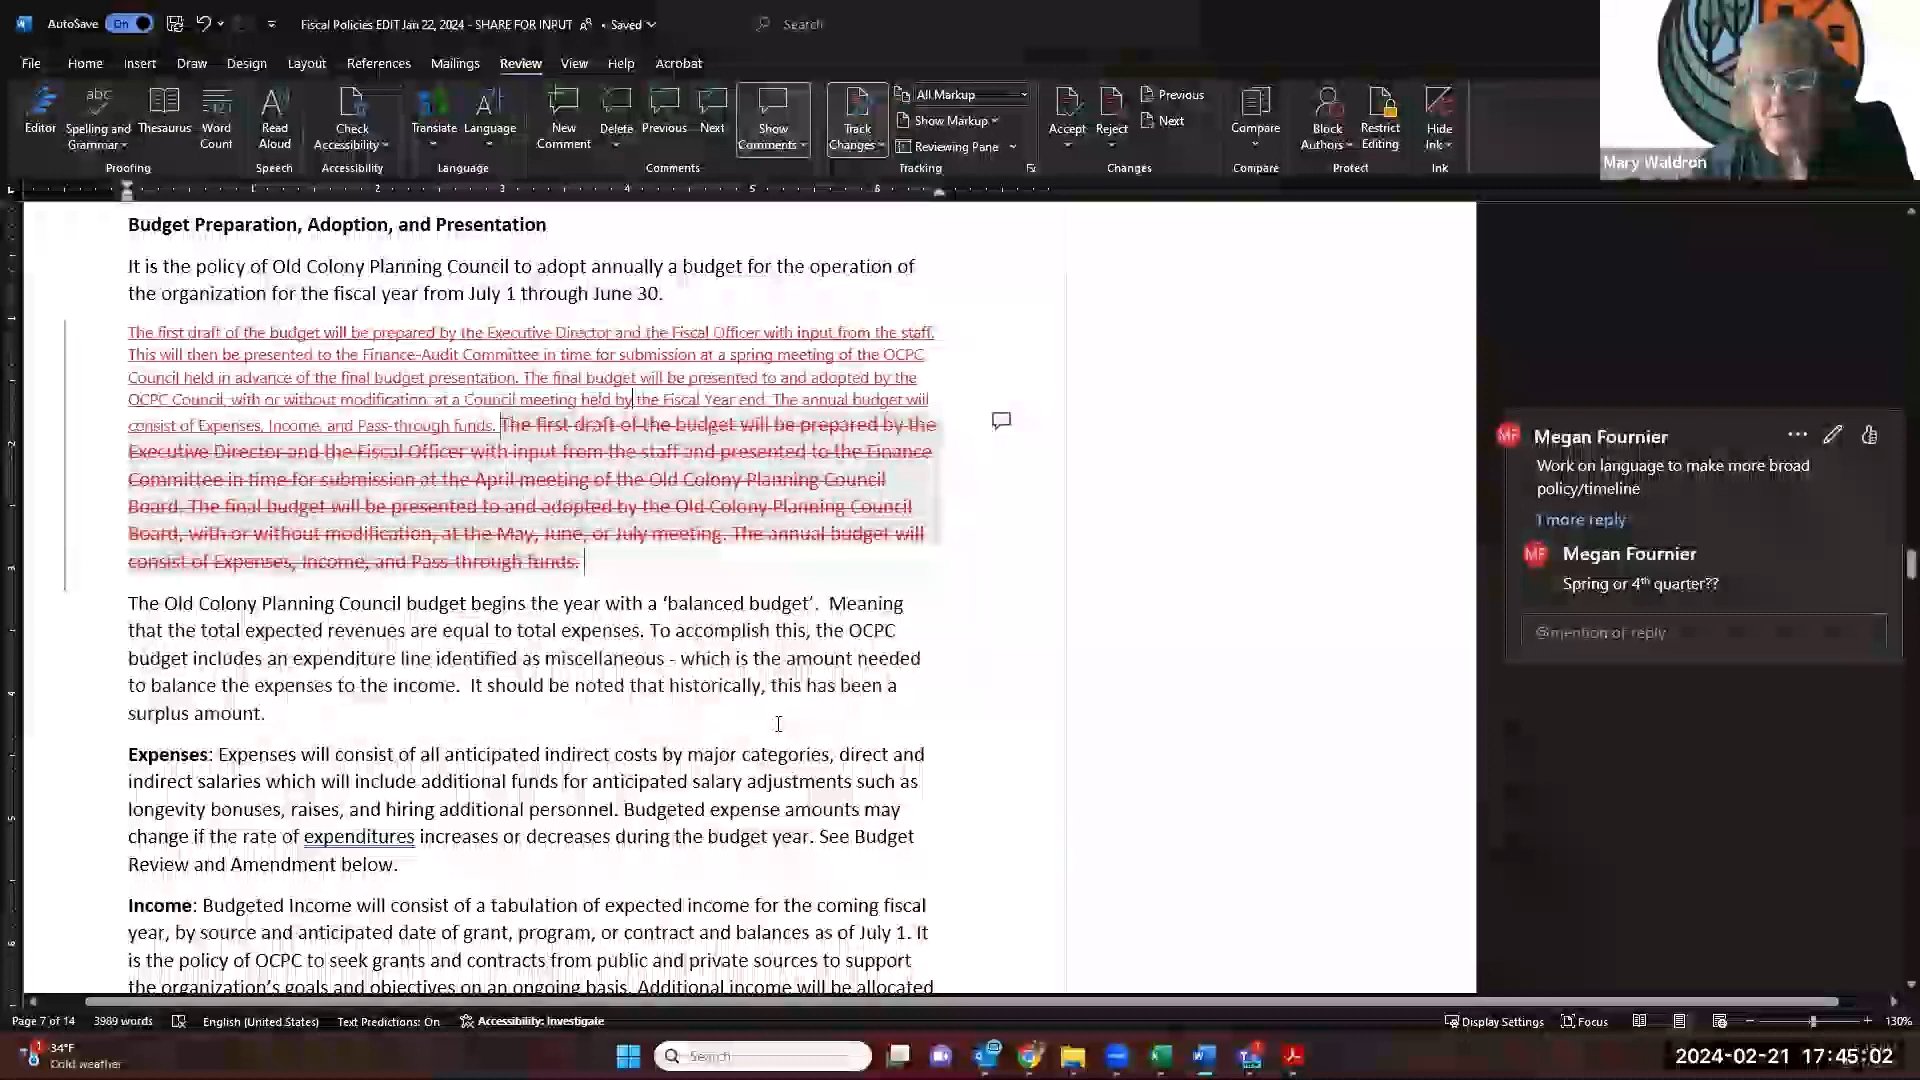 AutoSave On Fiscal Policies EDIT Jan 22, 2024 - SHARE FOR INPUT • Saved Search
File Home Insert Draw Design Layout References Mailings Review View Help Acrobat
Editor Spelling and Grammar Thesaurus Word Count Read Aloud Check Accessibility Translate Language New Comment Delete Previous Next Show Comments Track Changes All Markup Show Markup Reviewing Pane Accept Reject Previous Next Compare Block Authors Restrict Editing Hide Ink
Proofing Speech Accessibility Language Comments Tracking Changes Compare Protect Ink
Mary Waldron
1 2 3 4 5 6
Budget Preparation, Adoption, and Presentation
It is the policy of Old Colony Planning Council to adopt annually a budget for the operation of
the organization for the fiscal year from July 1 through June 30.
The first draft of the budget will be prepared by the Executive Director and the Fiscal Officer with input from the staff.
This will then be presented to the Finance-Audit Committee in time for submission at a spring meeting of the OCPC
Council held in advance of the final budget presentation. The final budget will be presented to and adopted by the
OCPC Council, with or without modification, at a Council meeting held by the Fiscal Year end. The annual budget will
consist of Expenses, Income, and Pass-through funds. The first draft of the budget will be prepared by the
Executive Director and the Fiscal Officer with input from the staff and presented to the Finance
Committee in time for submission at the April meeting of the Old Colony Planning Council
Board. The final budget will be presented to and adopted by the Old Colony Planning Council
Board, with or without modification, at the May, June, or July meeting. The annual budget will
consist of Expenses, Income, and Pass-through funds.
The Old Colony Planning Council budget begins the year with a ‘balanced budget’.  Meaning
that the total expected revenues are equal to total expenses. To accomplish this, the OCPC
budget includes an expenditure line identified as miscellaneous - which is the amount needed
to balance the expenses to the income.  It should be noted that historically, this has been a
surplus amount.
Expenses: Expenses will consist of all anticipated indirect costs by major categories, direct and
indirect salaries which will include additional funds for anticipated salary adjustments such as
longevity bonuses, raises, and hiring additional personnel. Budgeted expense amounts may
change if the rate of expenditures increases or decreases during the budget year. See Budget
Review and Amendment below.
Income: Budgeted Income will consist of a tabulation of expected income for the coming fiscal
year, by source and anticipated date of grant, program, or contract and balances as of July 1. It
is the policy of OCPC to seek grants and contracts from public and private sources to support
the organization’s goals and objectives on an ongoing basis. Additional income will be allocated
MF Megan Fournier
Work on language to make more broad
policy/timeline
1 more reply
MF Megan Fournier
Spring or 4th quarter??
@mention or reply
Page 7 of 14 3989 words English (United States) Text Predictions: On Accessibility: Investigate Display Settings Focus 130%
34°F
Cold weather
Search
2024-02-21 17:45:02